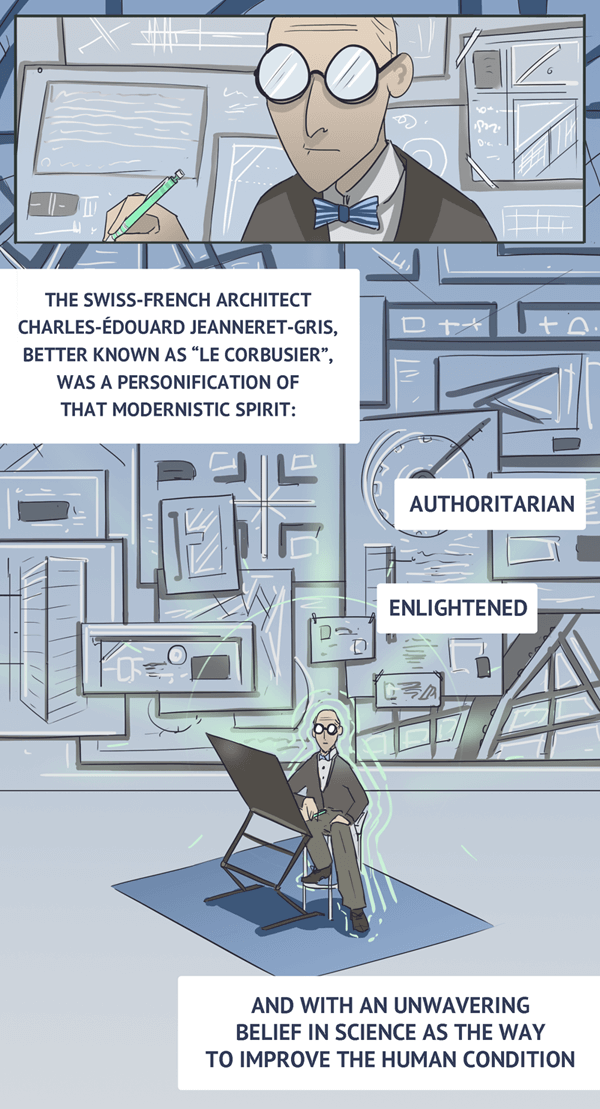 THE SWISS-FRENCH ARCHITECT
CHARLES-ÉDOUARD JEANNERET-GRIS,
BETTER KNOWN AS “LE CORBUSIER”,
WAS A PERSONIFICATION OF
THAT MODERNISTIC SPIRIT:
AUTHORITARIAN
ENLIGHTENED
AND WITH AN UNWAVERING
BELIEF IN SCIENCE AS THE WAY
TO IMPROVE THE HUMAN CONDITION